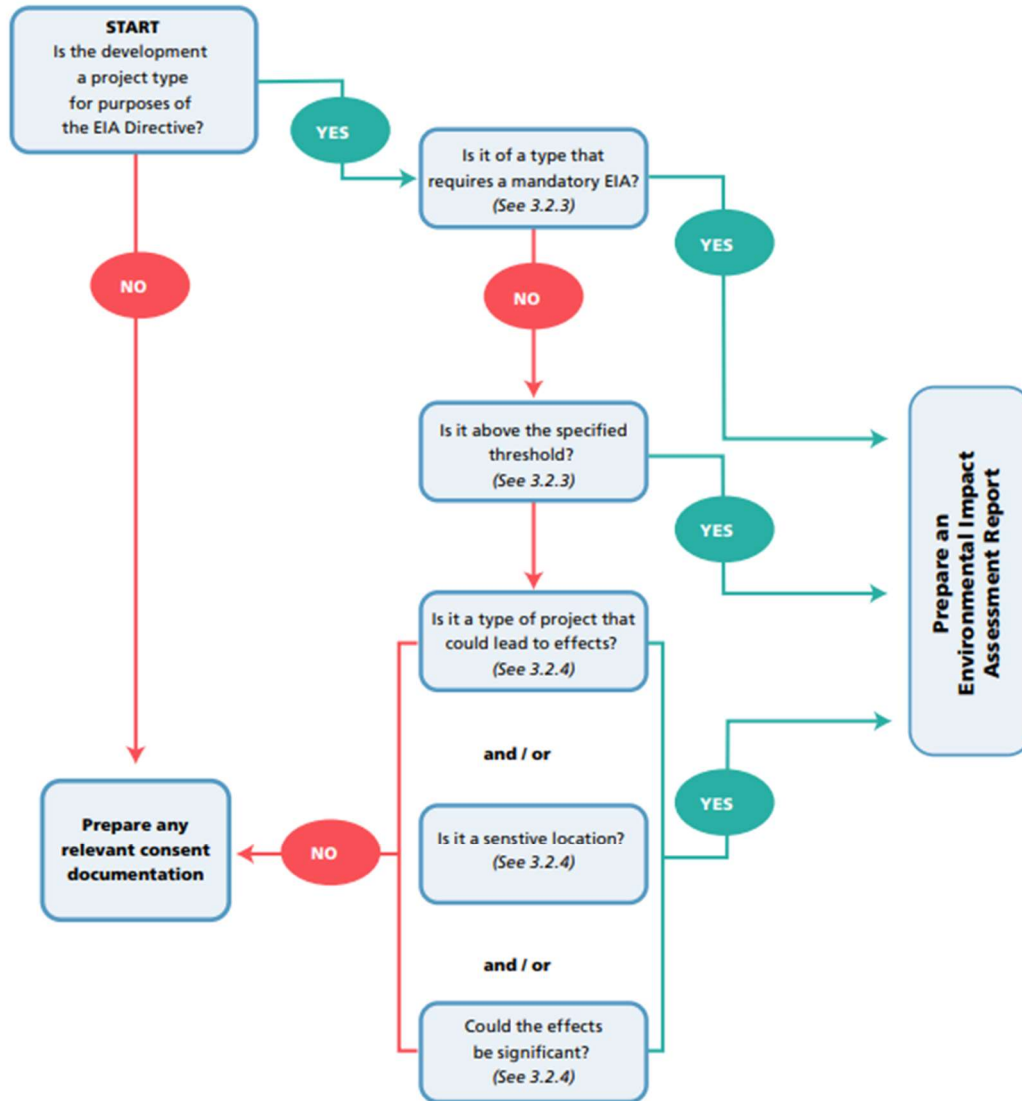 START
Is the development
a project type
for purposes of
the EIA Directive?
YES
Is it of a type that
requires a mandatory EIA?
(See 3.2.3)
YES
NO
NO
Is it above the specified
threshold?
(See 3.2.3)
YES
Prepare an
Environmental Impact
Assessment Report
Is it a type of project that
could lead to effects?
(See 3.2.4)
and / or
Prepare any
relevant consent
documentation
NO
Is it a senstive location?
(See 3.2.4)
YES
and / or
Could the effects
be significant?
(See 3.2.4)